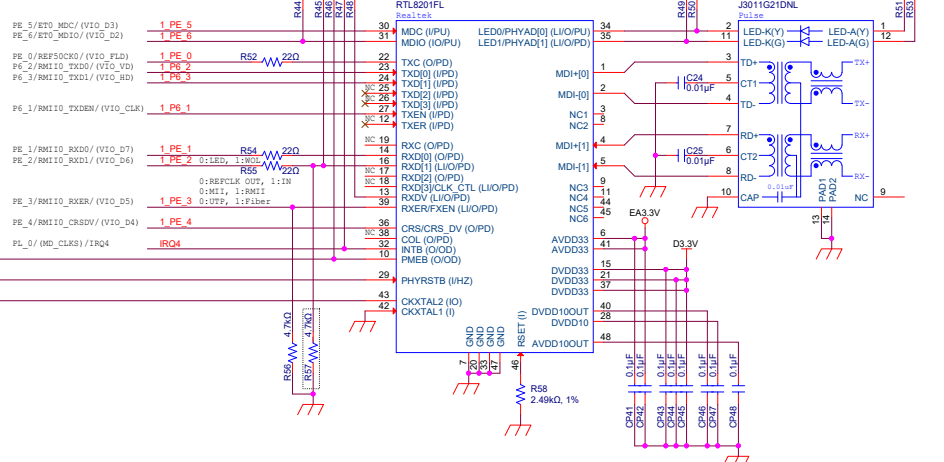 R44
R45
R46
R47
R48
RTL8201FL
Realtek
R49
R50
J3011G21DNL
Pulse
R51
R53
PE_5/ET0_MDC/(VIO_D3) 1_PE_5 30 MDC (I/PU) LED0/PHYAD[0] (LI/O/PU) 34 2 LED-K(Y) LED-A(Y) 1
PE_6/ET0_MDIO/(VIO_D2) 1_PE_6 31 MDIO (IO/PU) LED1/PHYAD[1] (LI/O/PD) 35 11 LED-K(G) LED-A(G) 12
PE_0/REF50CK0/(VIO_FLD) 1_PE_0 R52 22Ω 22 TXC (O/PD) 3 TD+ TX+
P6_2/RMII0_TXD0/(VIO_VD) 1_P6_2 23 TXD[0] (I/PD) MDI+[0] 1
P6_3/RMII0_TXD1/(VIO_HD) 1_P6_3 24 TXD[1] (I/PD) C24 0.01µF 5 CT1
NC 25 TXD[2] (I/PD) MDI-[0] 2
NC 26 TXD[3] (I/PD) 4 TD- TX-
P6_1/RMII0_TXDEN/(VIO_CLK) 1_P6_1 27 TXEN (I/PD) NC1 3
NC 12 TXER (I/PD) NC2 8
7 RD+ RX+
NC 19 RXC (O/PD) MDI+[1] 4
PE_1/RMII0_RXD0/(VIO_D7) 1_PE_1 R54 22Ω 14 RXD[0] (O/PD) C25 0.01µF 6 CT2
PE_2/RMII0_RXD1/(VIO_D6) 1_PE_2 0:LED, 1:WOL R55 22Ω 16 RXD[1] (LI/O/PD) MDI-[1] 5
NC 17 RXD[2] (O/PD) 8 RD- RX-
0:REFCLK OUT, 1:IN NC 18 RXD[3]/CLK_CTL (LI/O/PD) NC3 9 0.01uF
0:MII, 1:RMII 13 RXDV (LI/O/PD) NC4 11 10 CAP PAD1 PAD2 NC 9
PE_3/RMII0_RXER/(VIO_D5) 1_PE_3 0:UTP, 1:Fiber 39 RXER/FXEN (LI/O/PD) NC5 44
NC6 45
13 14
EA3.3V
PE_4/RMII0_CRSDV/(VIO_D4) 1_PE_4 36 CRS/CRS_DV (O/PD)
NC 38 COL (O/PD) AVDD33 6
PL_0/(MD_CLKS)/IRQ4 IRQ4 32 INTB (O/OD) AVDD33 41
D3.3V
10 PMEB (O/OD)
DVDD33 15
29 PHYRSTB (I/HZ) DVDD33 21
DVDD33 37
43 CKXTAL2 (IO)
42 CKXTAL1 (I) DVDD10OUT 40
DVDD10 28
AVDD10OUT 48
GND GND GND GND RSET (I)
7 20 33 47 46
4.7kΩ R56
4.7kΩ R57
R58
2.49kΩ, 1%
0.1µF 0.1µF 0.1µF 0.1µF 0.1µF 0.1µF 0.1µF 0.1µF
CP41 CP42 CP43 CP44 CP45 CP46 CP47 CP48